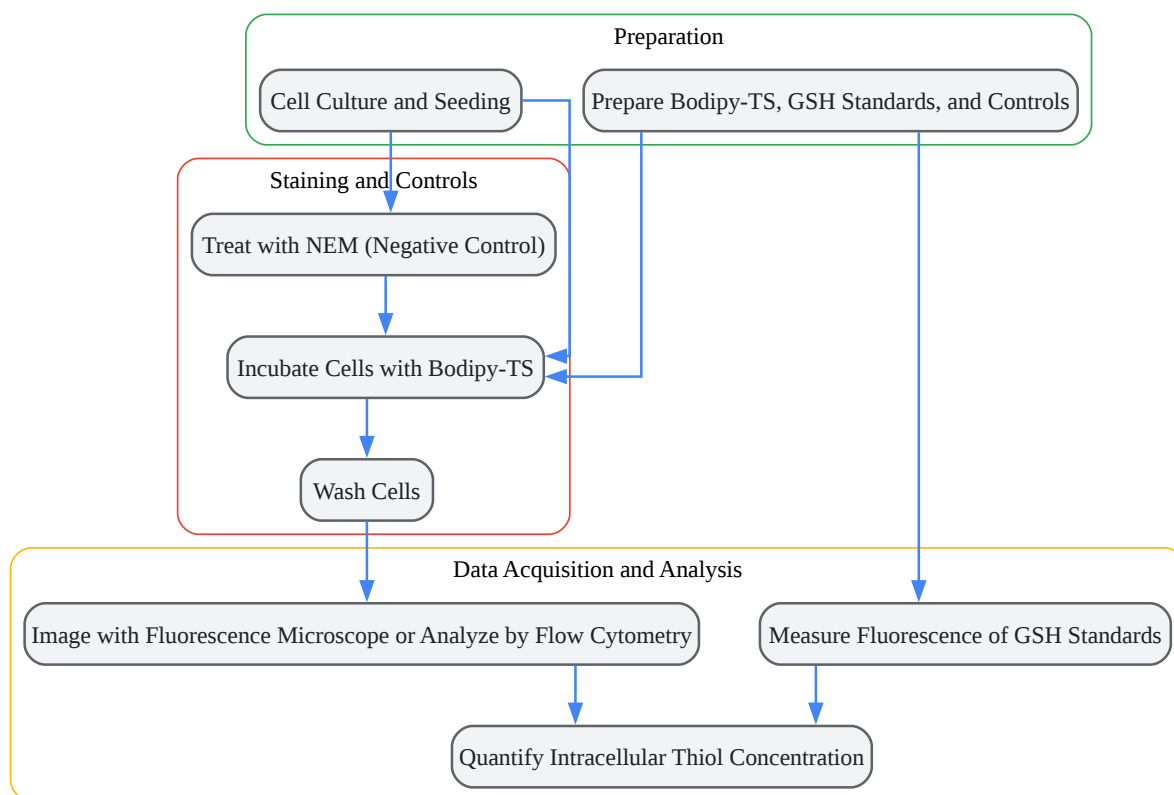 Preparation
Cell Culture and Seeding
Prepare Bodipy-TS, GSH Standards, and Controls
Staining and Controls
Treat with NEM (Negative Control)
Incubate Cells with Bodipy-TS
Wash Cells
Data Acquisition and Analysis
Image with Fluorescence Microscope or Analyze by Flow Cytometry
Measure Fluorescence of GSH Standards
Quantify Intracellular Thiol Concentration